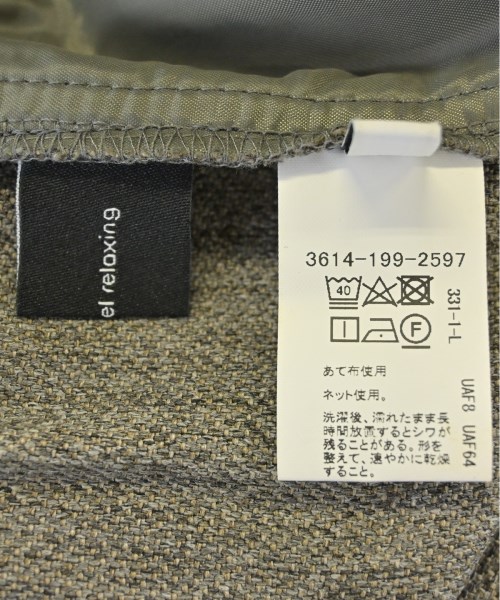 el relaxing
3614-199-2597
40
F
331-1-L
UAF8 UAF64
あて布使用
ネット使用。
洗濯後、濡れたまま長
時間放置するとシワが
残ることがある。形を
整えて、速やかに乾燥
すること。